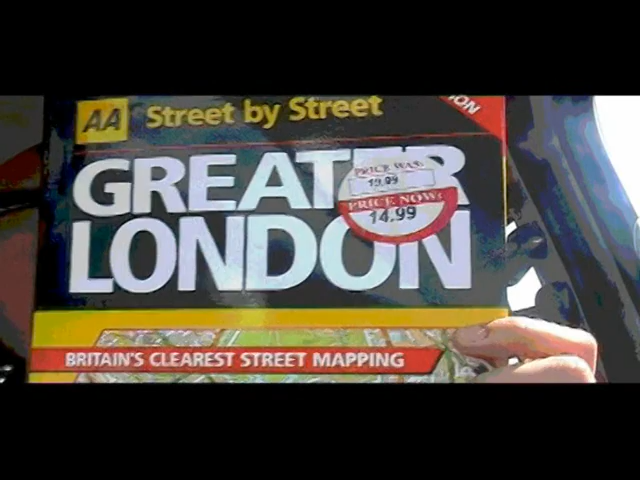 AA Street by Street
GREATER
LONDON
PRICE WAS:
19.99
PRICE NOW:
14.99
BRITAIN'S CLEAREST STREET MAPPING